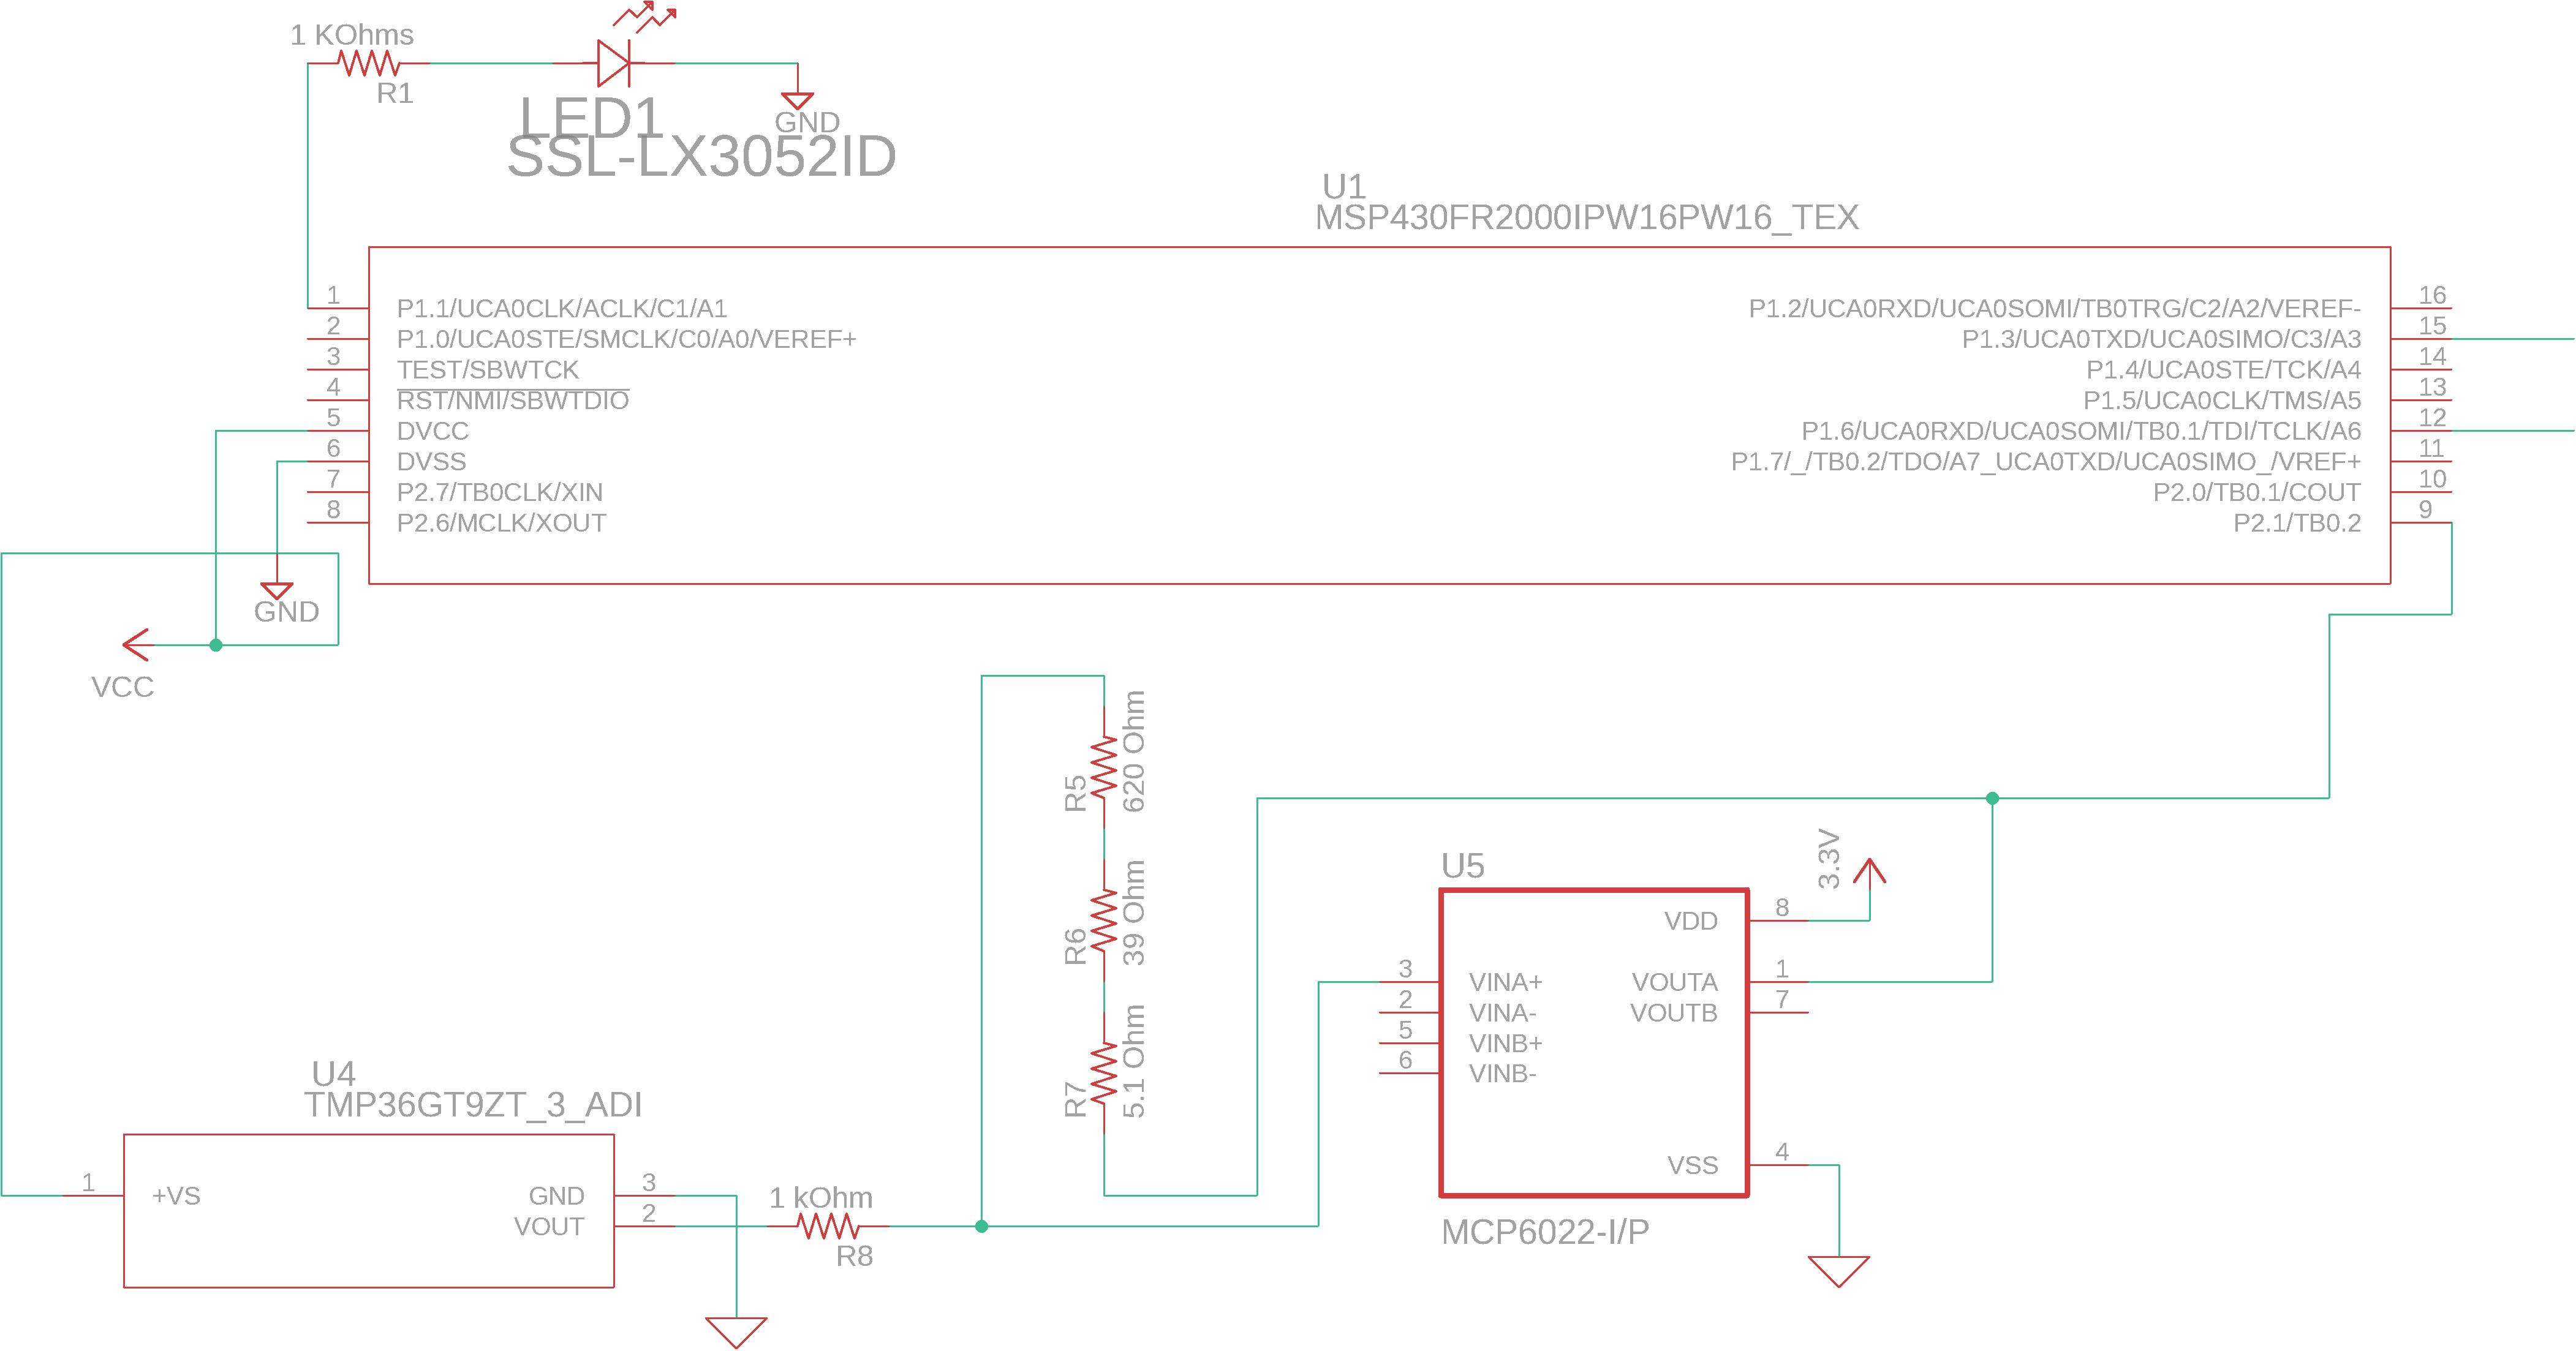 1 KOhms
R1
LED1
SSL-LX3052ID
GND
U1
MSP430FR2000IPW16PW16_TEX
1
P1.1/UCA0CLK/ACLK/C1/A1
2
P1.0/UCA0STE/SMCLK/C0/A0/VEREF+
3
TEST/SBWTCK
4
RST/NMI/SBWTDIO
5
DVCC
6
DVSS
7
P2.7/TB0CLK/XIN
8
P2.6/MCLK/XOUT
P1.2/UCA0RXD/UCA0SOMI/TB0TRG/C2/A2/VEREF-
16
P1.3/UCA0TXD/UCA0SIMO/C3/A3
15
P1.4/UCA0STE/TCK/A4
14
P1.5/UCA0CLK/TMS/A5
13
P1.6/UCA0RXD/UCA0SOMI/TB0.1/TDI/TCLK/A6
12
P1.7/_/TB0.2/TDO/A7_UCA0TXD/UCA0SIMO_/VREF+
11
P2.0/TB0.1/COUT
10
P2.1/TB0.2
9
GND
VCC
R5
620 Ohm
R6
39 Ohm
R7
5.1 Ohm
U5
3.3V
VDD
8
3
VINA+
VOUTA
1
2
VINA-
VOUTB
7
5
VINB+
6
VINB-
VSS
4
MCP6022-I/P
U4
TMP36GT9ZT_3_ADI
1
+VS
GND
3
VOUT
2
1 kOhm
R8